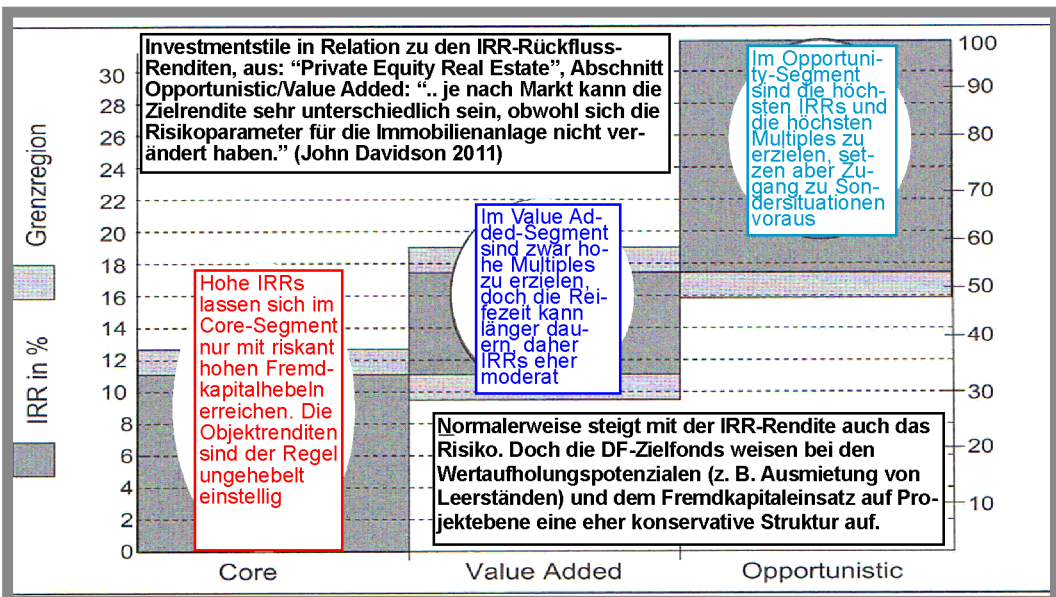 Investmentstile in Relation zu den IRR-Rückfluss-
Renditen, aus: “Private Equity Real Estate”, Abschnitt
Opportunistic/Value Added: “.. je nach Markt kann die
Zielrendite sehr unterschiedlich sein, obwohl sich die
Risikoparameter für die Immobilienanlage nicht ver-
ändert haben.” (John Davidson 2011)
Im Opportuni-
ty-Segment
sind die höch-
sten IRRs und
die höchsten
Multiples zu
erzielen, set-
zen aber Zu-
gang zu Son-
dersituationen
voraus
Im Value Ad-
ded-Segment
sind zwar ho-
he Multiples
zu erzielen,
doch die Rei-
fezeit kann
länger dau-
ern, daher
IRRs eher
moderat
Hohe IRRs
lassen sich im
Core-Segment
nur mit riskant
hohen Fremd-
kapitalhebeln
erreichen. Die
Objektrenditen
sind der Regel
ungehebelt
einstellig
Normalerweise steigt mit der IRR-Rendite auch das
Risiko. Doch die DF-Zielfonds weisen bei den
Wertaufholungspotenzialen (z. B. Ausmietung von
Leerständen) und dem Fremdkapitaleinsatz auf Pro-
jektebene eine eher konservative Struktur auf.
Grenzregion
IRR in %
30
28
26
24
22
20
18
16
14
12
10
8
6
4
2
0
100
90
80
70
60
50
40
30
20
10
Core
Value Added
Opportunistic